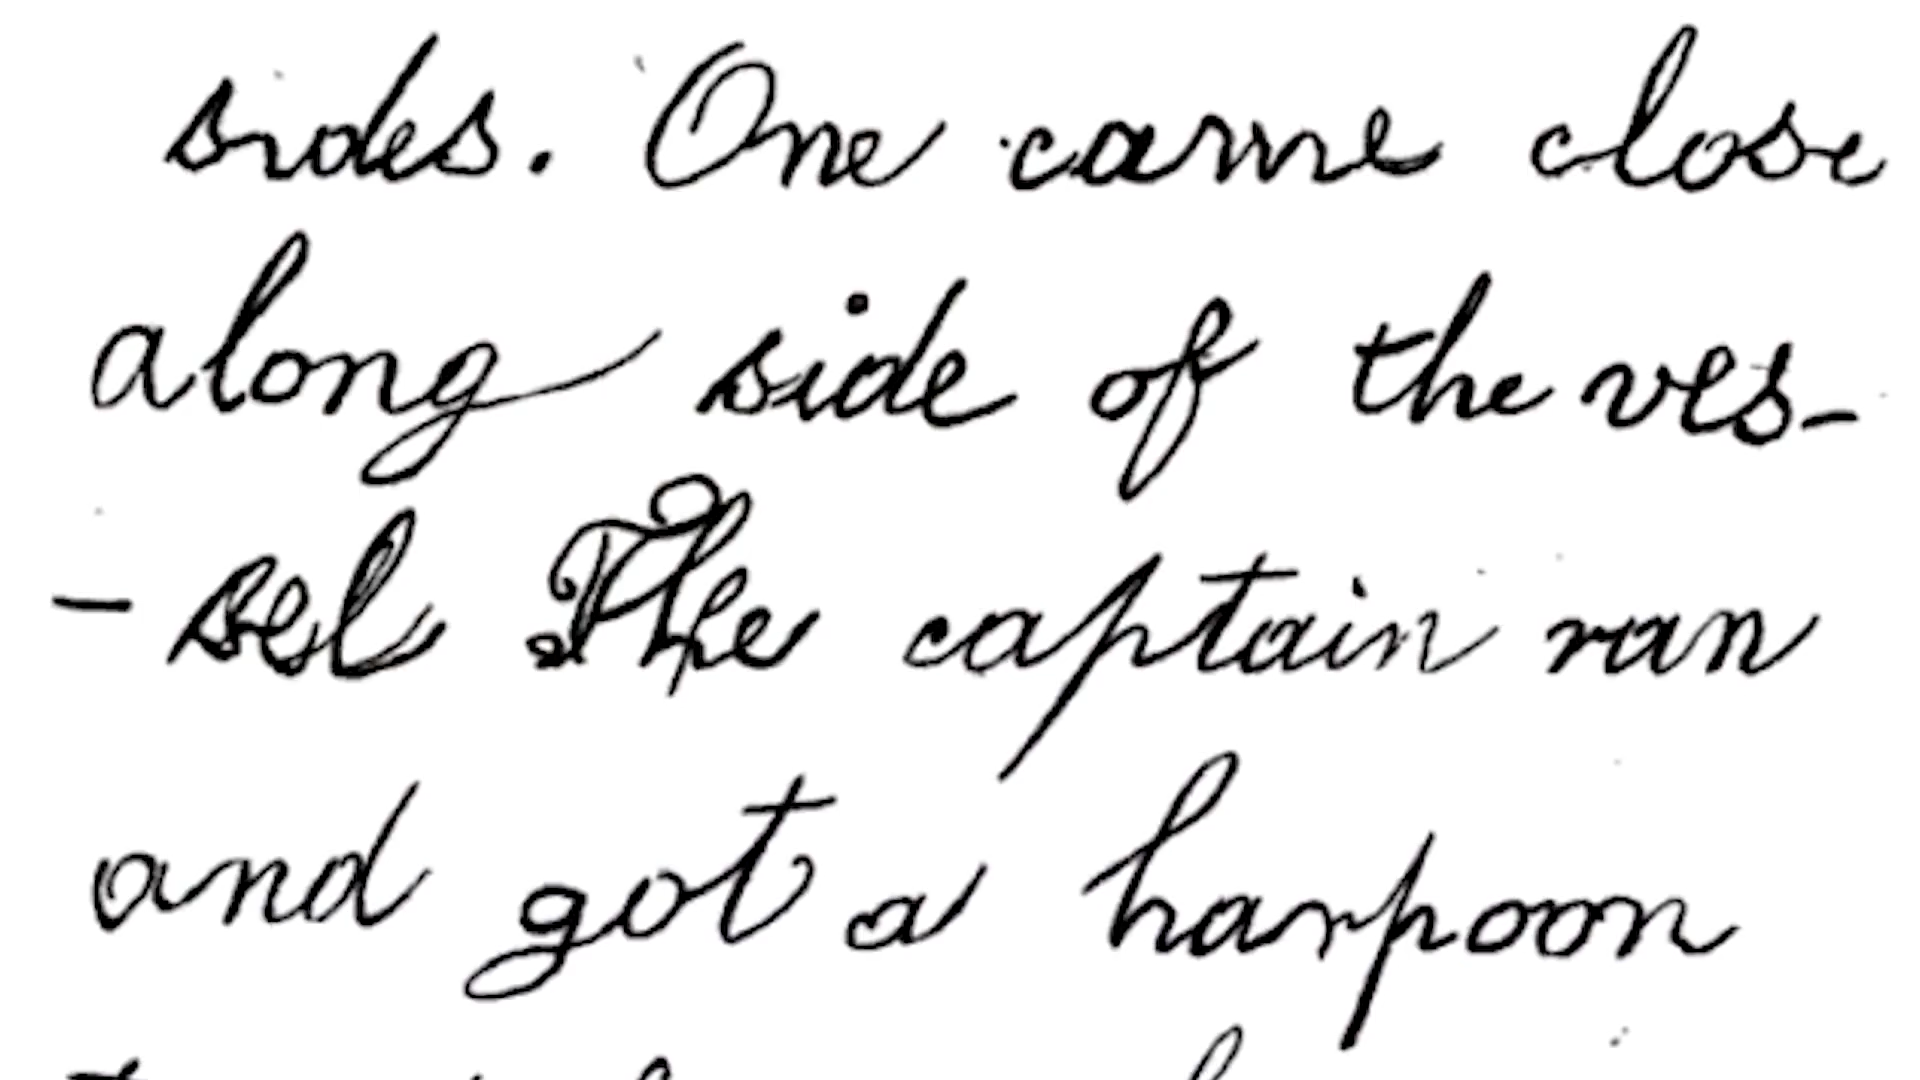 sides. One came close
along side of the ves-
- sel The captain ran
and got a harpoon